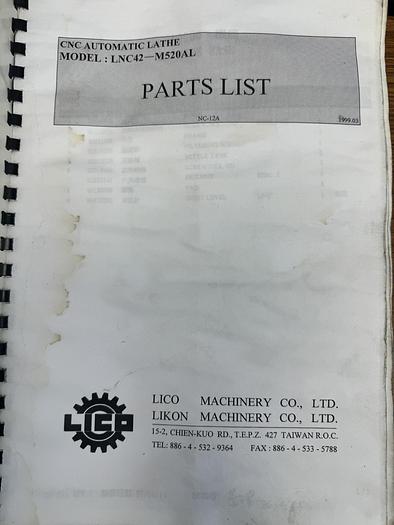 CNC AUTOMATIC LATHE
MODEL : LNC42—M520AL
PARTS LIST
NC-12A
1999.03
LICO
LICO MACHINERY CO., LTD.
LIKON MACHINERY CO., LTD.
15-2, CHIEN-KUO RD., T.E.P.Z. 427 TAIWAN R.O.C.
TEL: 886 - 4 - 532 - 9364 FAX : 886 - 4 - 533 - 5788